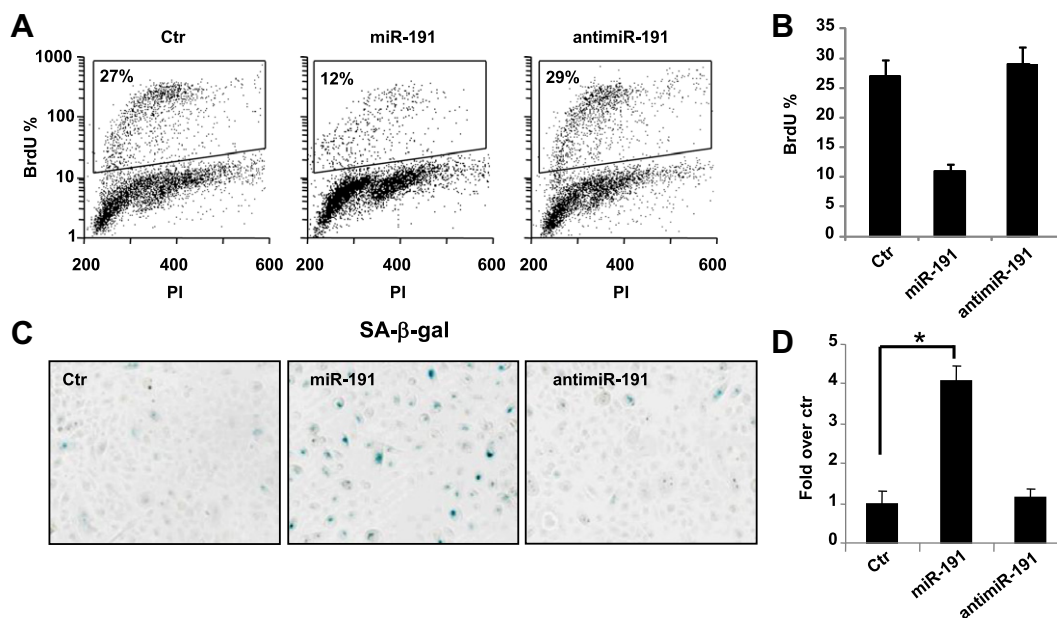 A
Ctr
miR-191
antimiR-191
BrdU %
1000
100
10
1
27%
12%
29%
200
400
600
200
400
600
200
400
600
PI
PI
PI
B
BrdU %
35
30
25
20
15
10
5
0
Ctr
miR-191
antimiR-191
C
SA-β-gal
Ctr
miR-191
antimiR-191
D
Fold over ctr
5
4
3
2
1
0
*
Ctr
miR-191
antimiR-191